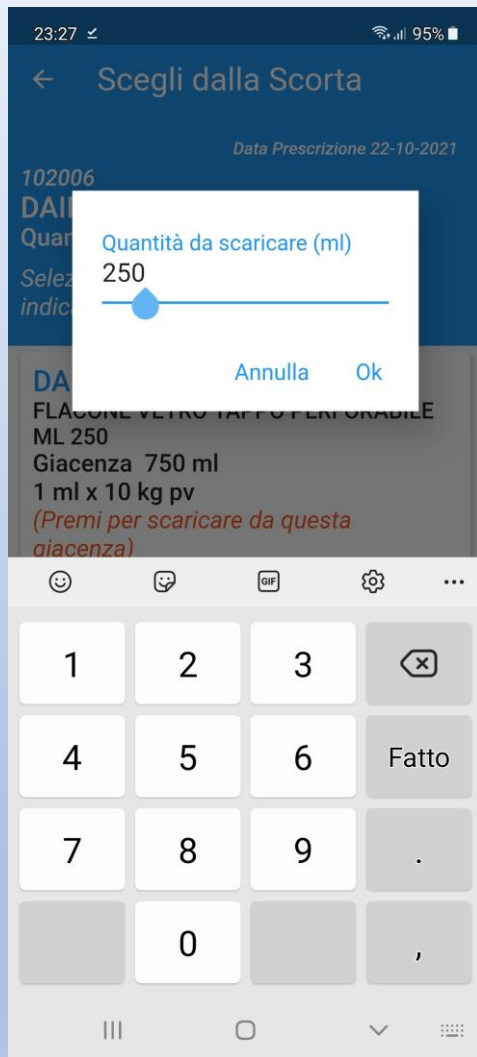 23:27
95%
Scegli dalla Scorta
Data Prescrizione 22-10-2021
102006
Quantità da scaricare (ml)
250
Annulla Ok
DA
FLACONE VETRO TAPPO PERFORABILE
ML 250
Giacenza 750 ml
1 ml x 10 kg pv
(Premi per scaricare da questa
giacenza)
GIF
1 2 3
4 5 6 Fatto
7 8 9 .
0 ,